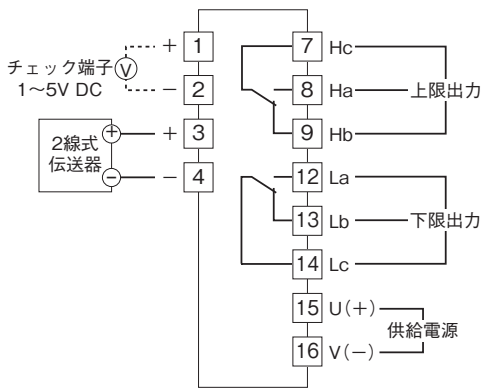 チェック端子
1～5V DC
V
+ 1
− 2
2線式
伝送器
+
−
+ 3
− 4
7 Hc
8 Ha
9 Hb
上限出力
12 La
13 Lb
14 Lc
下限出力
15 U(+)
16 V(−)
供給電源